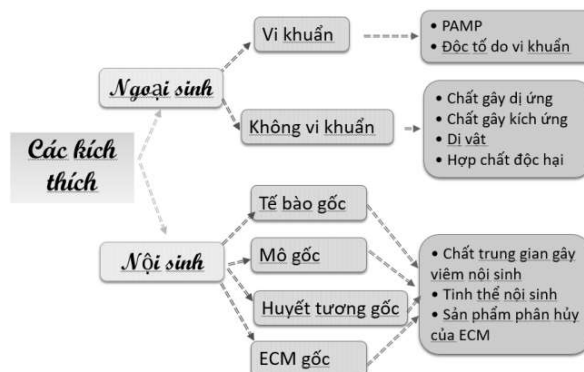 Các kích
thích
Ngoại sinh
Vi khuẩn
• PAMP
• Độc tố do vi khuẩn
Không vi khuẩn
• Chất gây dị ứng
• Chất gây kích ứng
• Dị vật
• Hợp chất độc hại
Nội sinh
Tế bào gốc
Mô gốc
Huyết tương gốc
ECM gốc
• Chất trung gian gây
viêm nội sinh
• Tinh thể nội sinh
• Sản phẩm phân hủy
của ECM